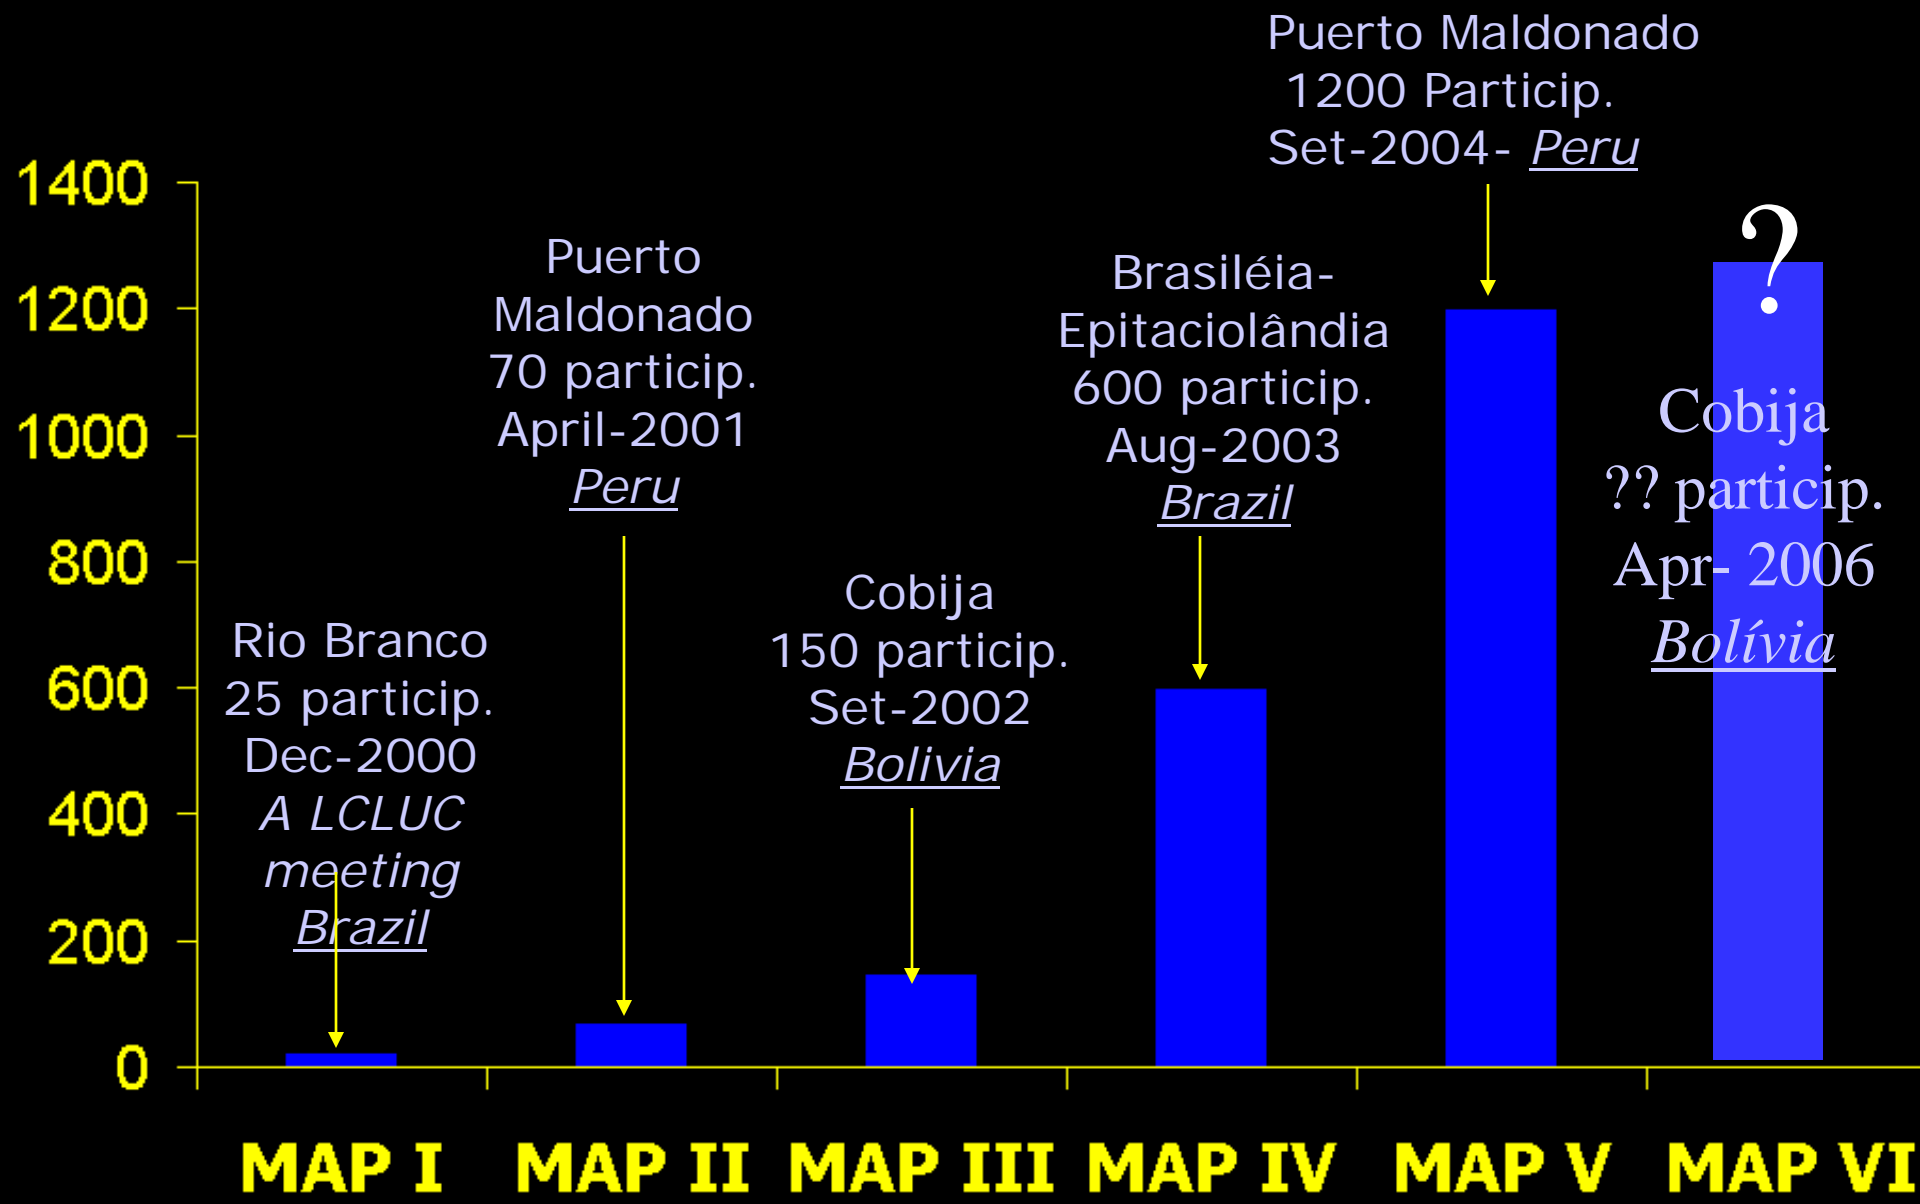 Puerto Maldonado
1200 Particip.
Set-2004- Peru
1400
1200
1000
800
600
400
200
0
Rio Branco
25 particip.
Dec-2000
A LCLUC
meeting
Brazil
Puerto
Maldonado
70 particip.
April-2001
Peru
Cobija
150 particip.
Set-2002
Bolivia
Brasiléia-
Epitaciolândia
600 particip.
Aug-2003
Brazil
?
Cobija
?? particip.
Apr- 2006
Bolívia
MAP I
MAP II
MAP III
MAP IV
MAP V
MAP VI